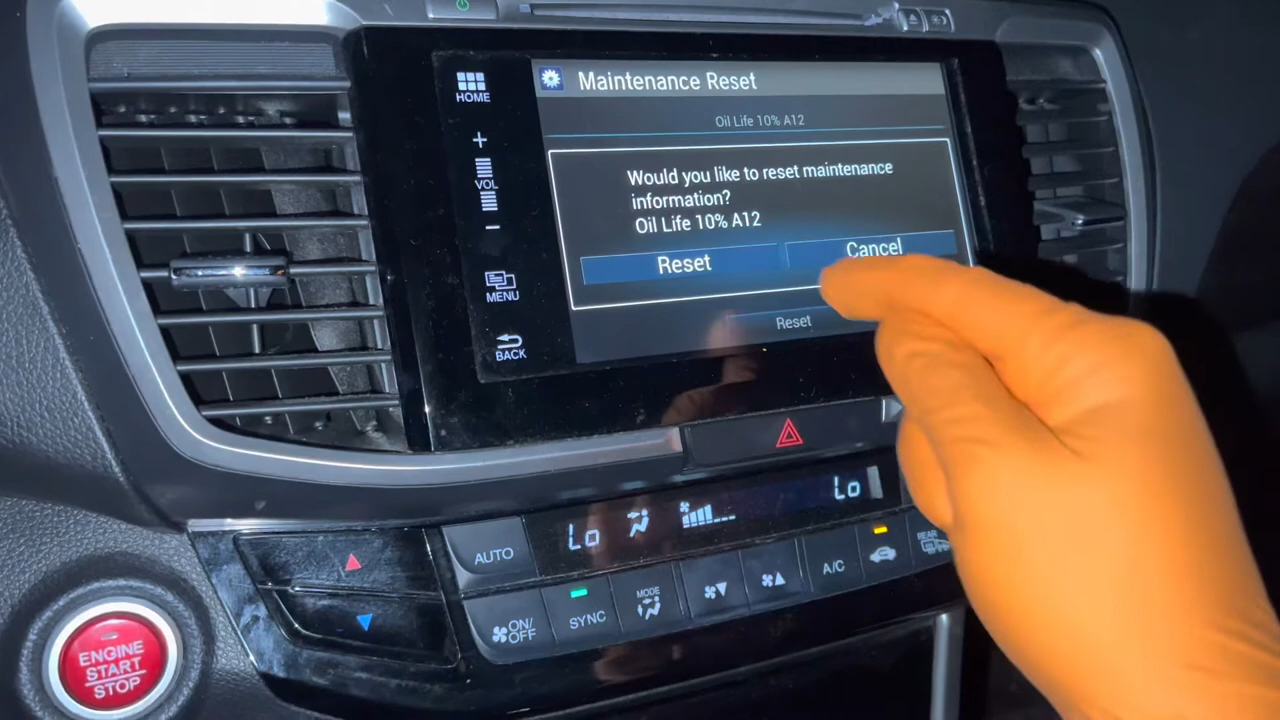 HOME
+
VOL
-
MENU
BACK
Maintenance Reset
Oil Life 10% A12
Would you like to reset maintenance
information?
Oil Life 10% A12
Reset
Cancel
Reset
Lo
Lo
AUTO
ON/
OFF
SYNC
MODE
A/C
REAR
ENGINE
START
STOP